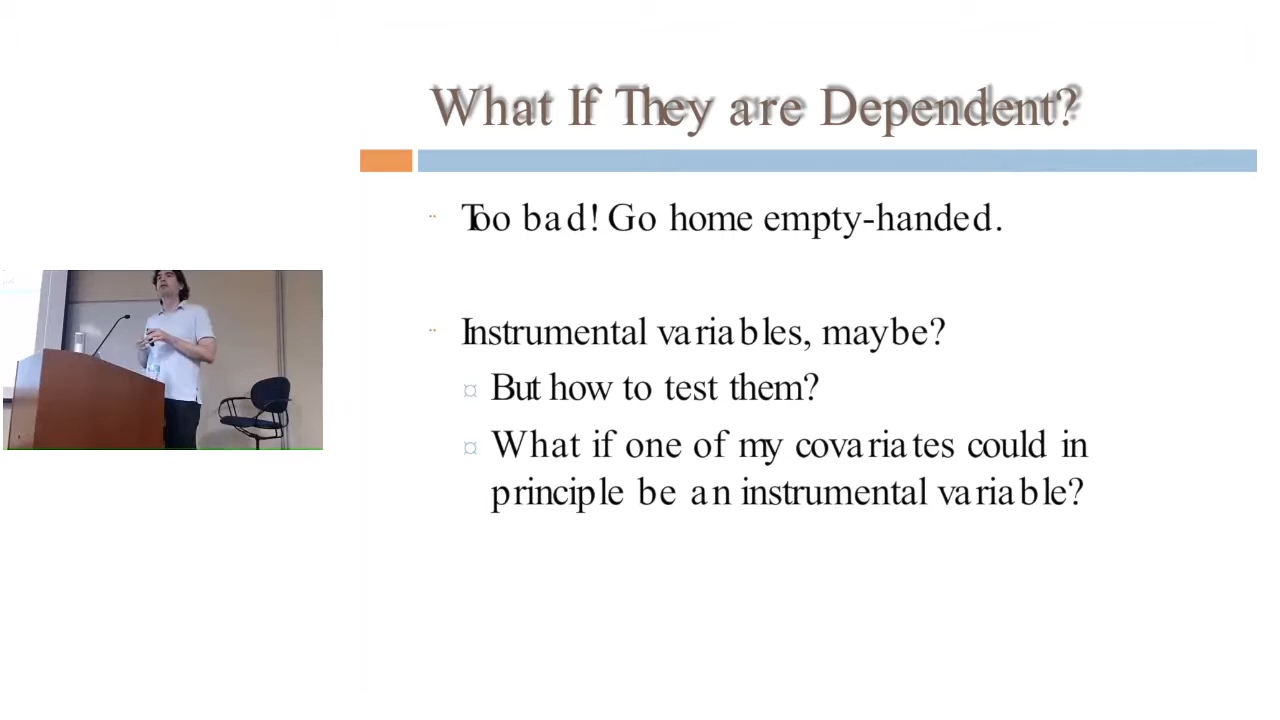 What If They are Dependent?
Too bad! Go home empty-handed.
Instrumental variables, maybe?
But how to test them?
What if one of my covariates could in
principle be an instrumental variable?